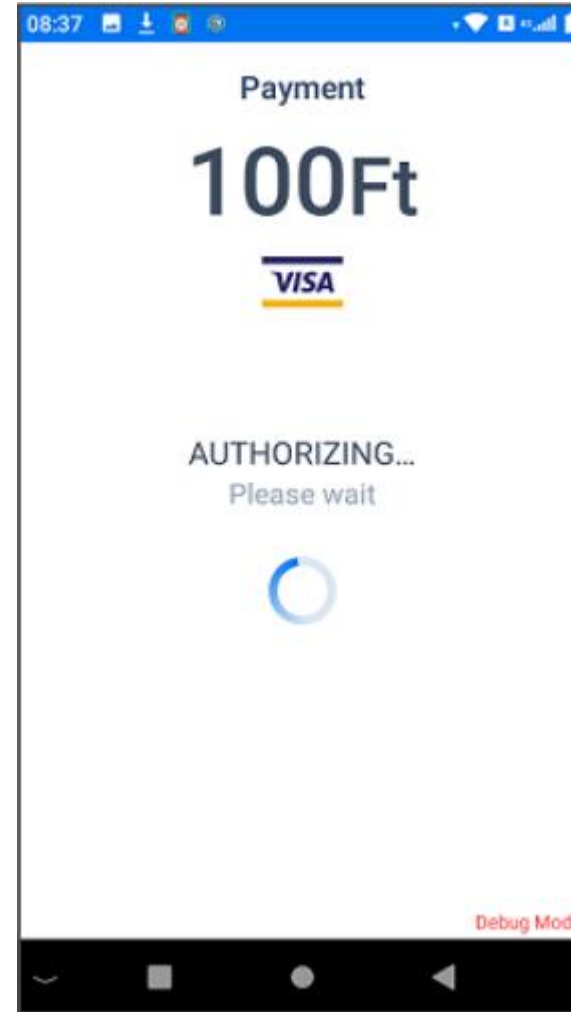 08:37
Payment
100Ft
VISA
AUTHORIZING...
Please wait
Debug Mod